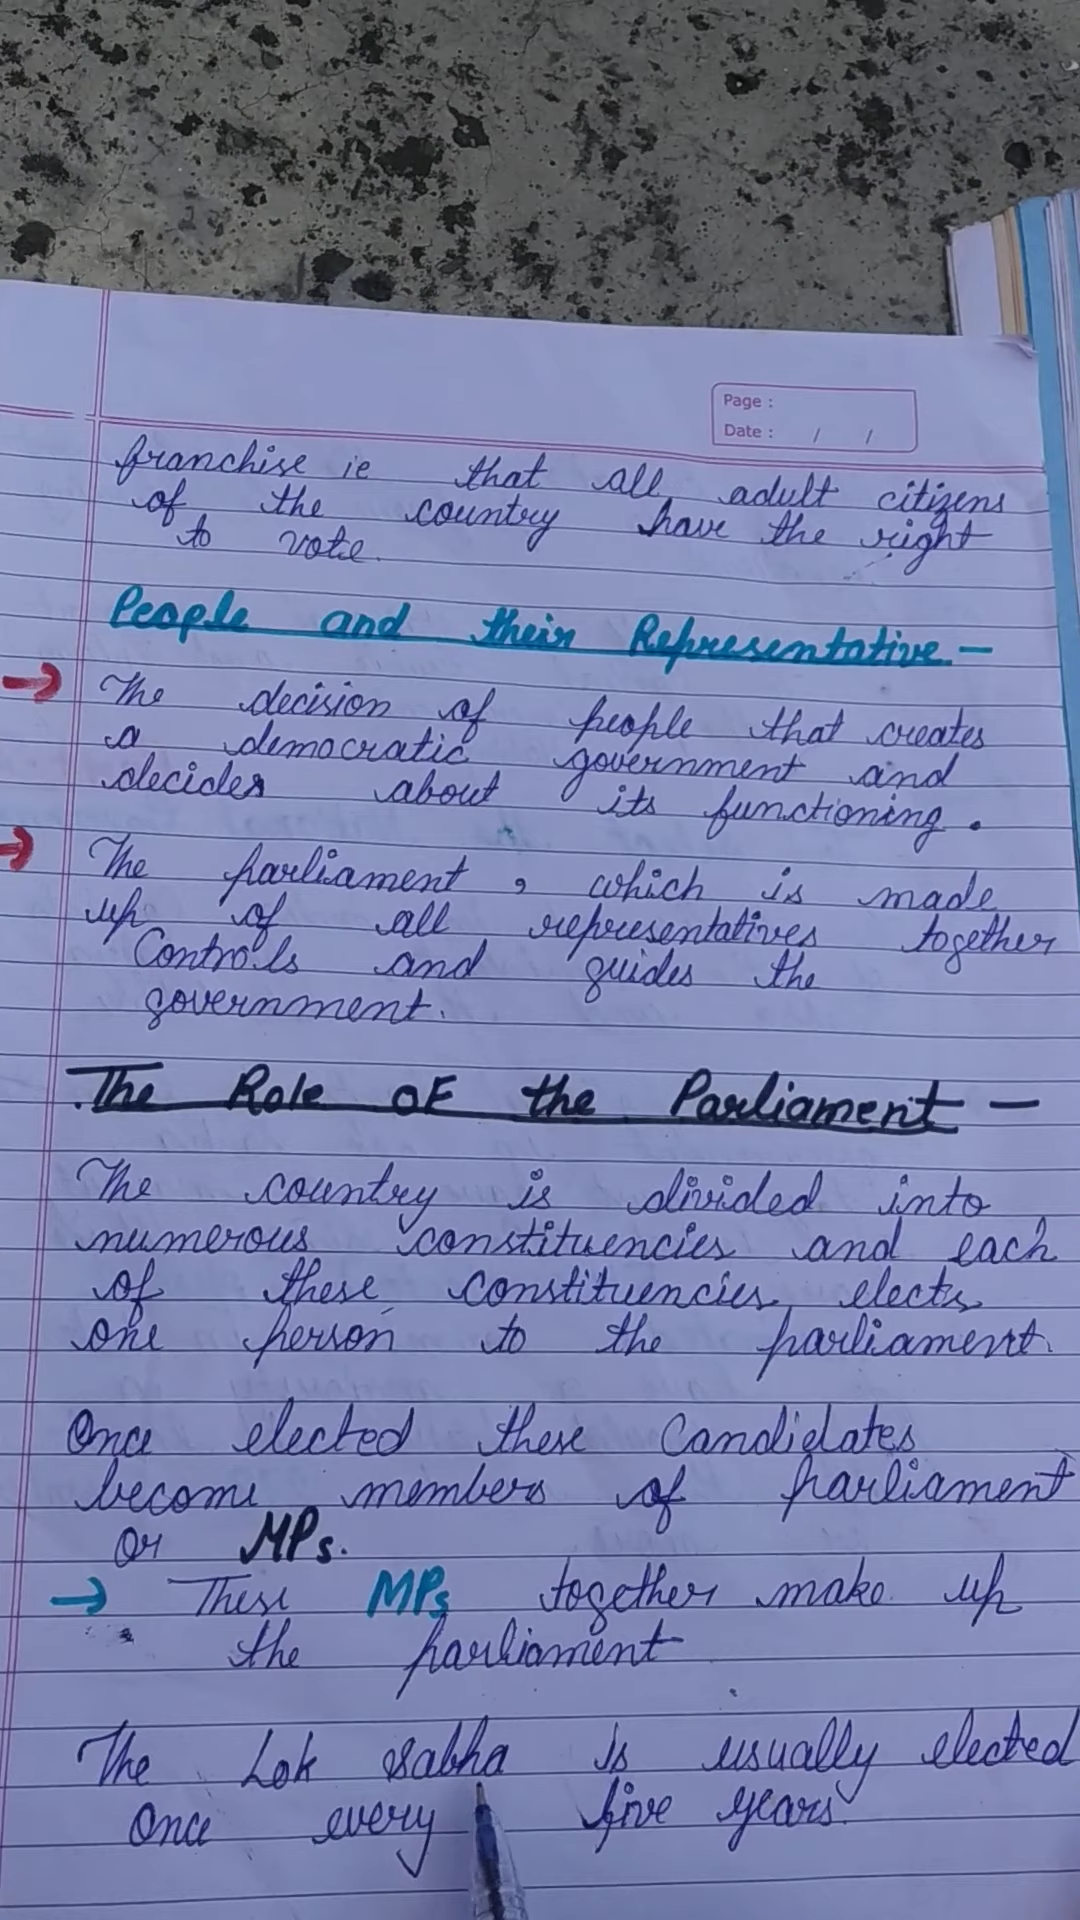 Page :
Date : / /
franchise ie that all adult citizens
of the country have the right
to vote.
People and their Representative -
→ The decision of people that creates
a democratic government and
decides about its functioning.
→ The parliament, which is made
up of all representatives together
Controls and guides the
government.
The Role of the Parliament -
The country is divided into
numerous constituencies and each
of these constituencies elects
one person to the parliament.
Once elected these Candidates
become members of parliament
or MPs.
→ These MPs together make up
the parliament
The Lok sabha is usually elected
Once every five years.